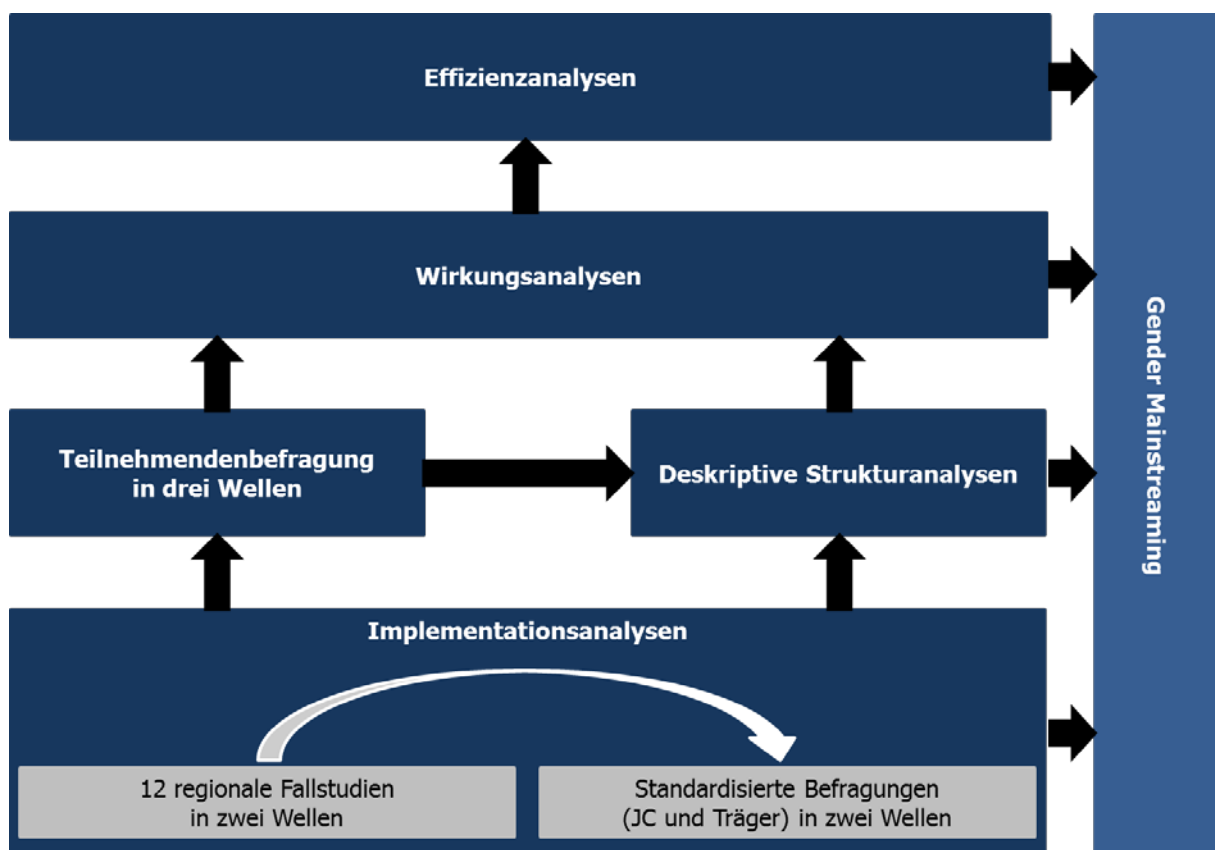 Effizienzanalysen
Wirkungsanalysen
Teilnehmendenbefragung
in drei Wellen
Deskriptive Strukturanalysen
Implementationsanalysen
12 regionale Fallstudien
in zwei Wellen
Standardisierte Befragungen
(JC und Träger) in zwei Wellen
Gender Mainstreaming